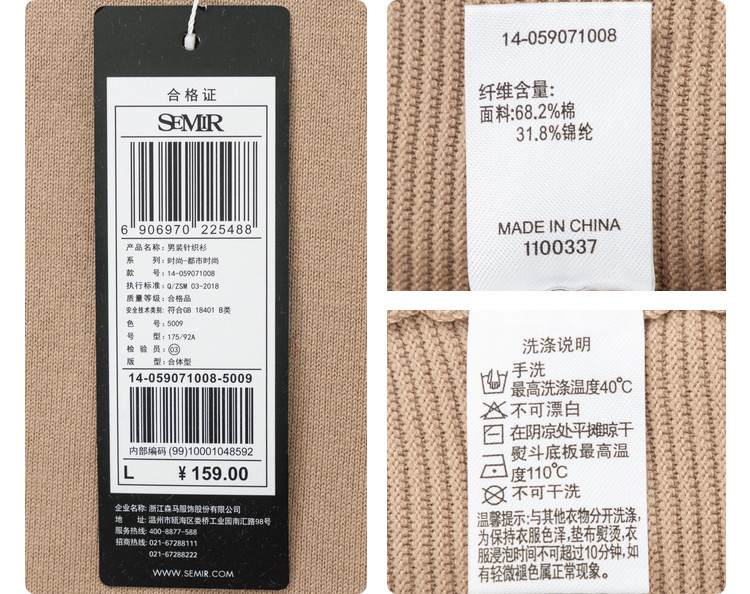 合格证
SEMIR
6 906970 225488
产品名称: 男装针织衫
系 列: 时尚-都市时尚
款 号: 14-059071008
执行标准: Q/ZSM 03-2018
质量等级: 合格品
安全技术类别: 符合GB 18401 B类
色 号: 5009
号 型: 175/92A
检 验 员: 03
版 型: 合体型
14-059071008-5009
内部编码 (99)10001048592
L ¥159.00
企业名称: 浙江森马服饰股份有限公司
地 址: 温州市瓯海区娄桥工业园南汇路98号
服务热线: 400-8877-588
招商热线: 021-67288111
021-67288222
WWW.SEMIR.COM
14-059071008
纤维含量:
面料:68.2%棉
31.8%锦纶
MADE IN CHINA
1100337
洗涤说明
手洗
最高洗涤温度40℃
不可漂白
在阴凉处平摊晾干
熨斗底板最高温
度110℃
不可干洗
温馨提示:与其他衣物分开洗涤,
为保持衣服色泽,垫布熨烫,衣
服浸泡时间不可超过10分钟,如
有轻微褪色属正常现象。